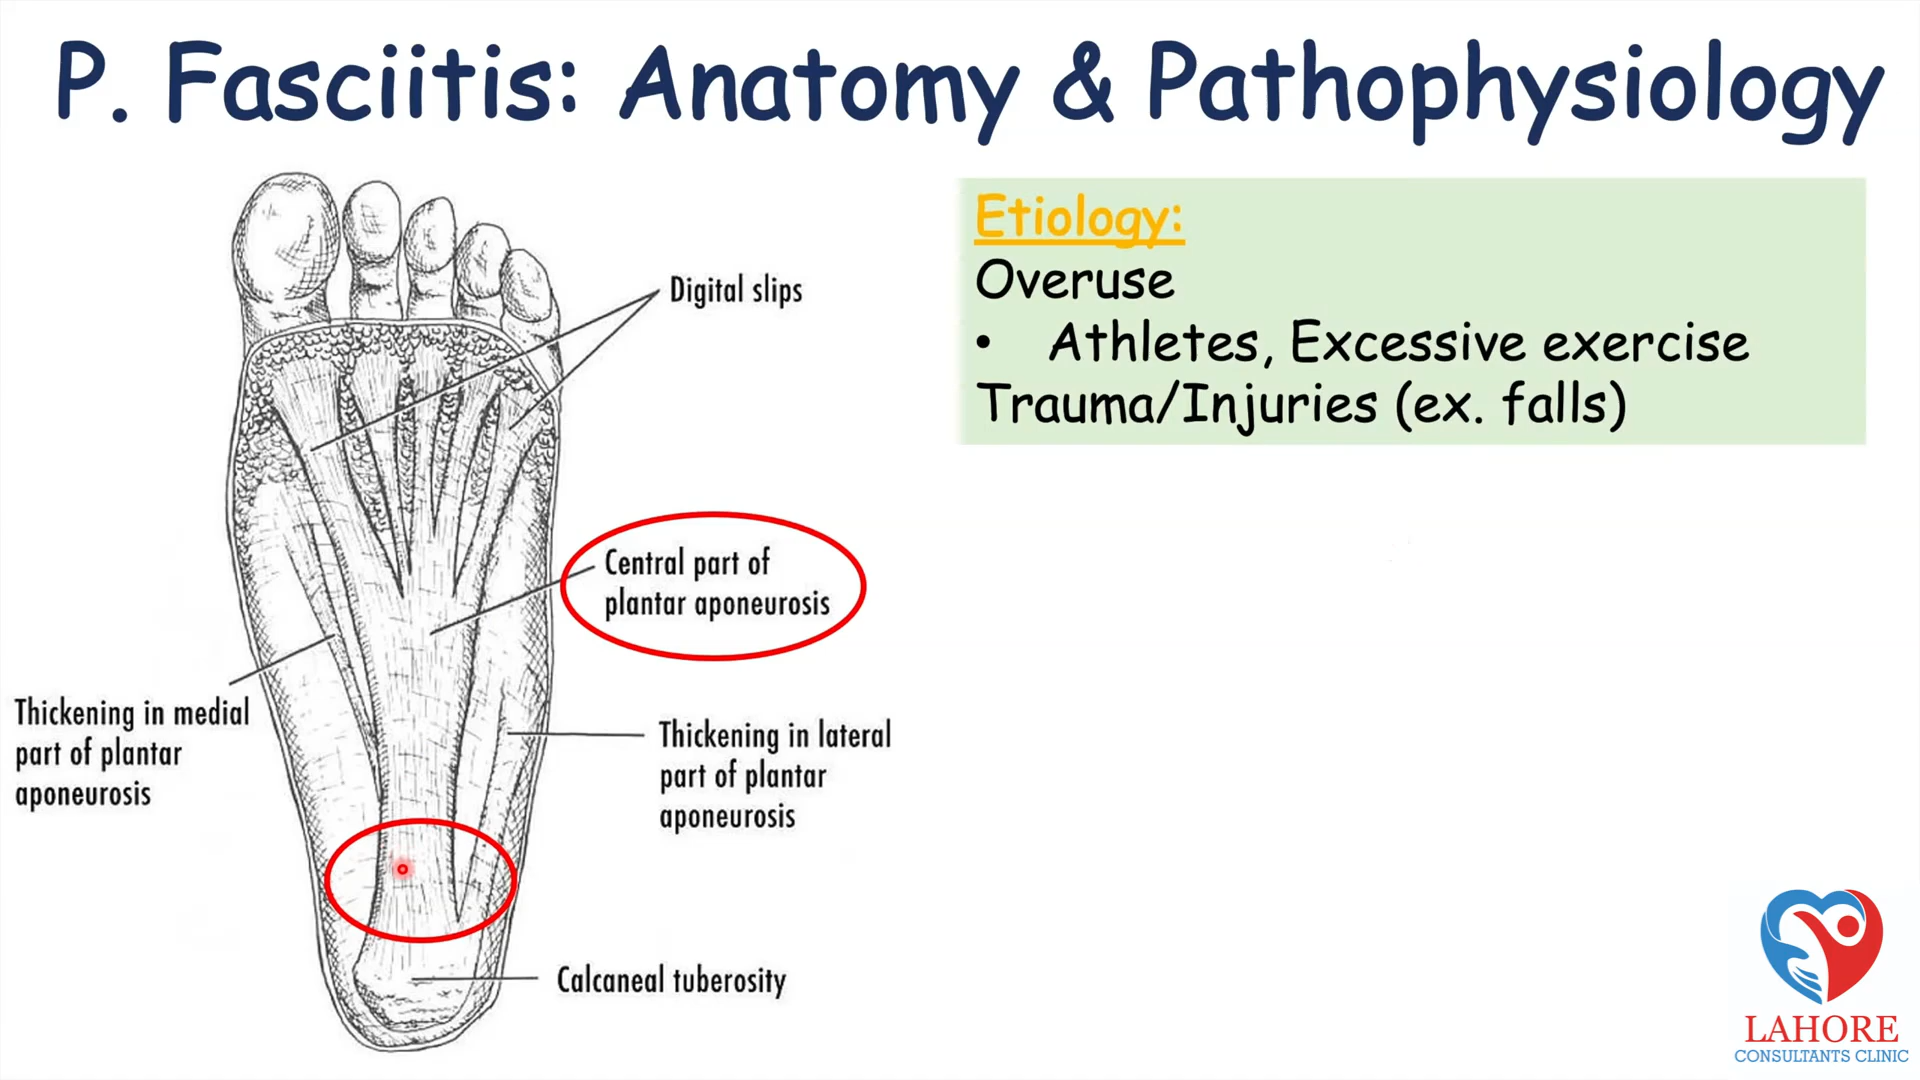 P. Fasciitis: Anatomy & Pathophysiology
Etiology:
Overuse
• Athletes, Excessive exercise
Trauma/Injuries (ex. falls)
Digital slips
Central part of
plantar aponeurosis
Thickening in medial
part of plantar
aponeurosis
Thickening in lateral
part of plantar
aponeurosis
Calcaneal tuberosity
LAHORE
CONSULTANTS CLINIC